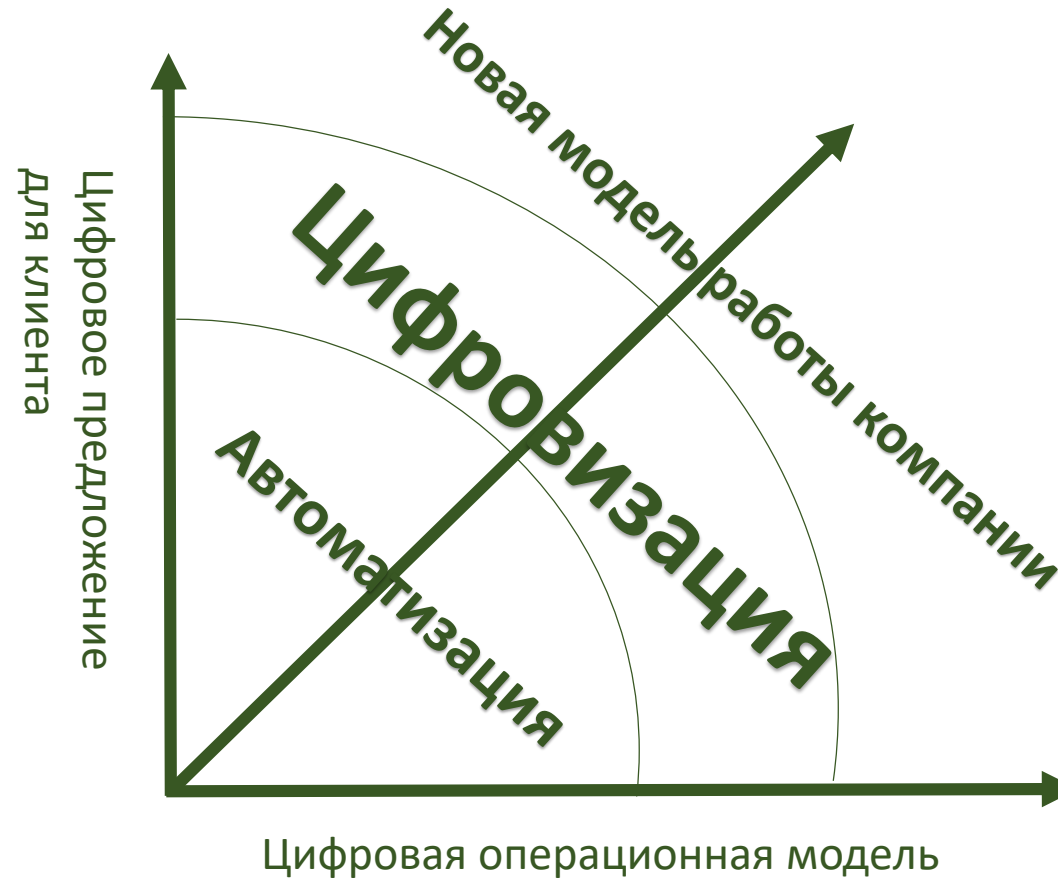 Новая модель работы компании
Цифровизация
Автоматизация
Цифровое предложение
для клиента
Цифровая операционная модель